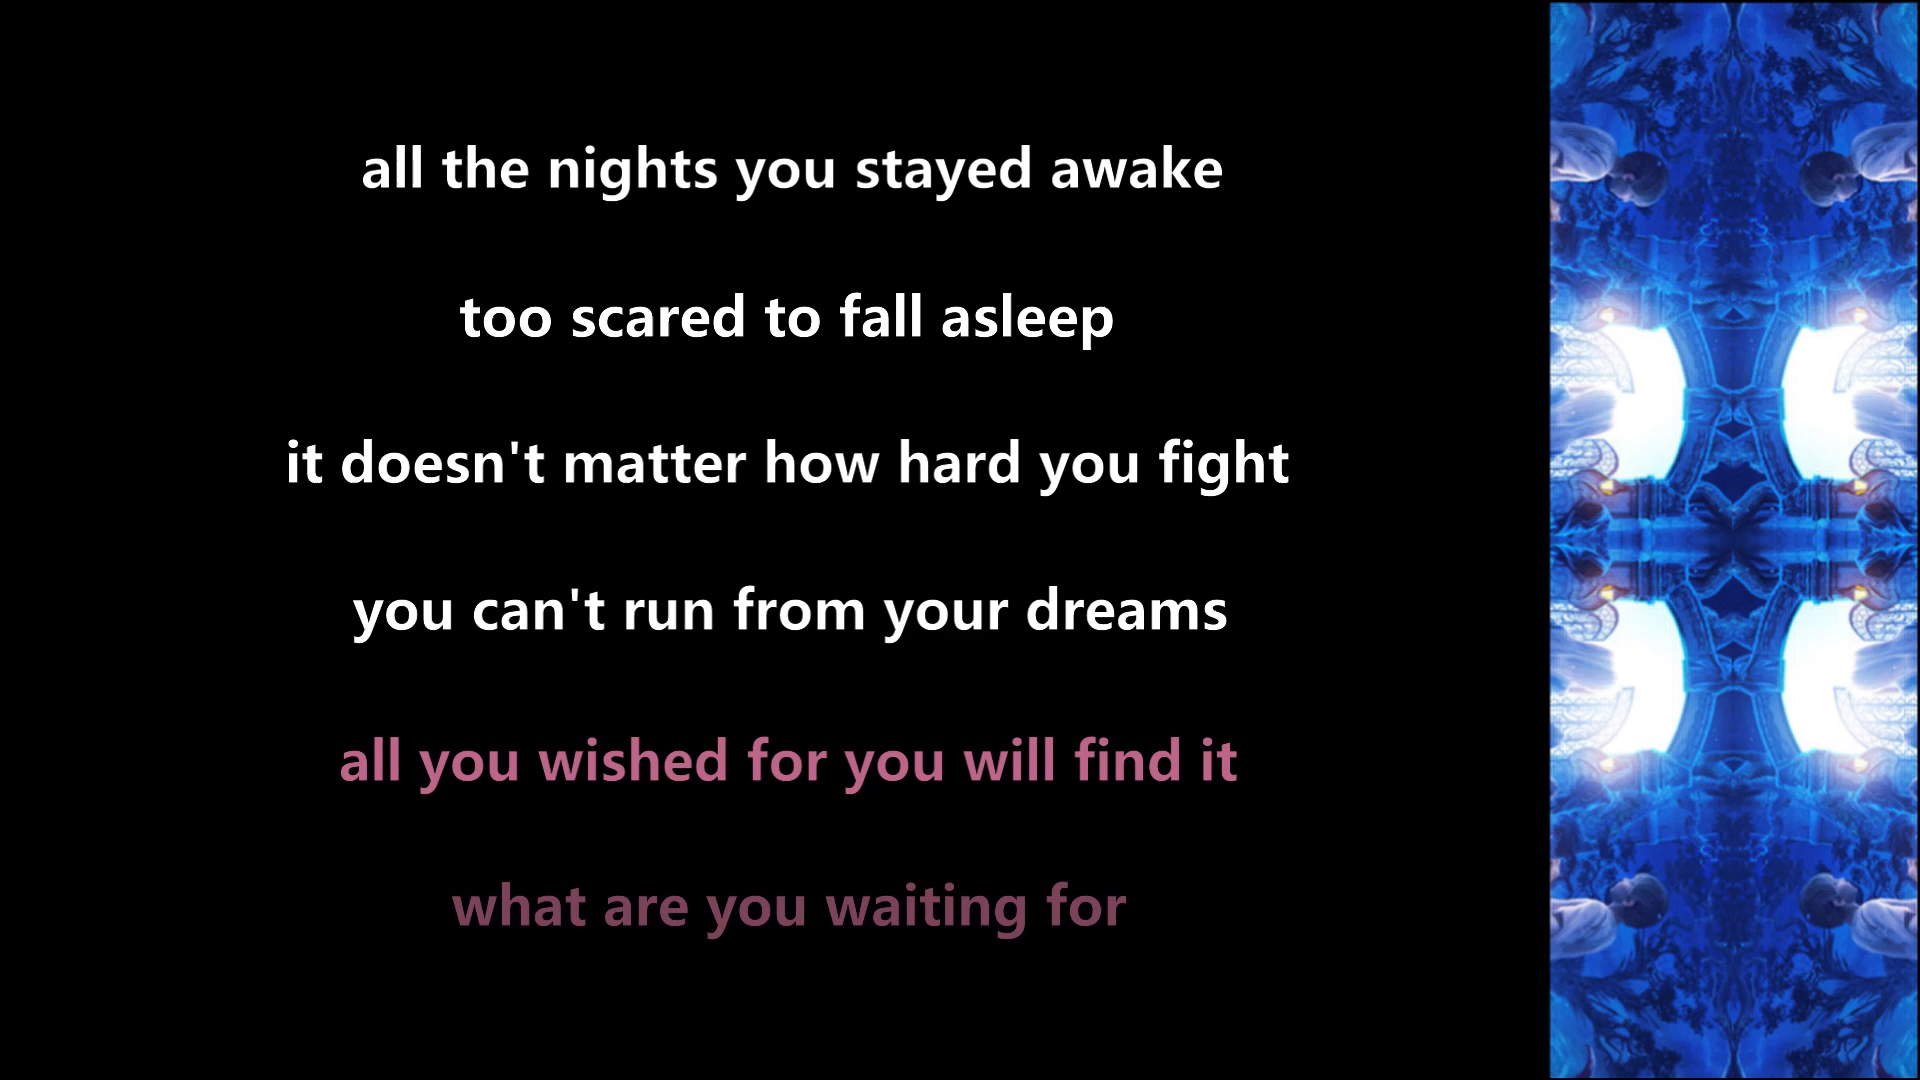 all the nights you stayed awake
too scared to fall asleep
it doesn't matter how hard you fight
you can't run from your dreams
all you wished for you will find it
what are you waiting for